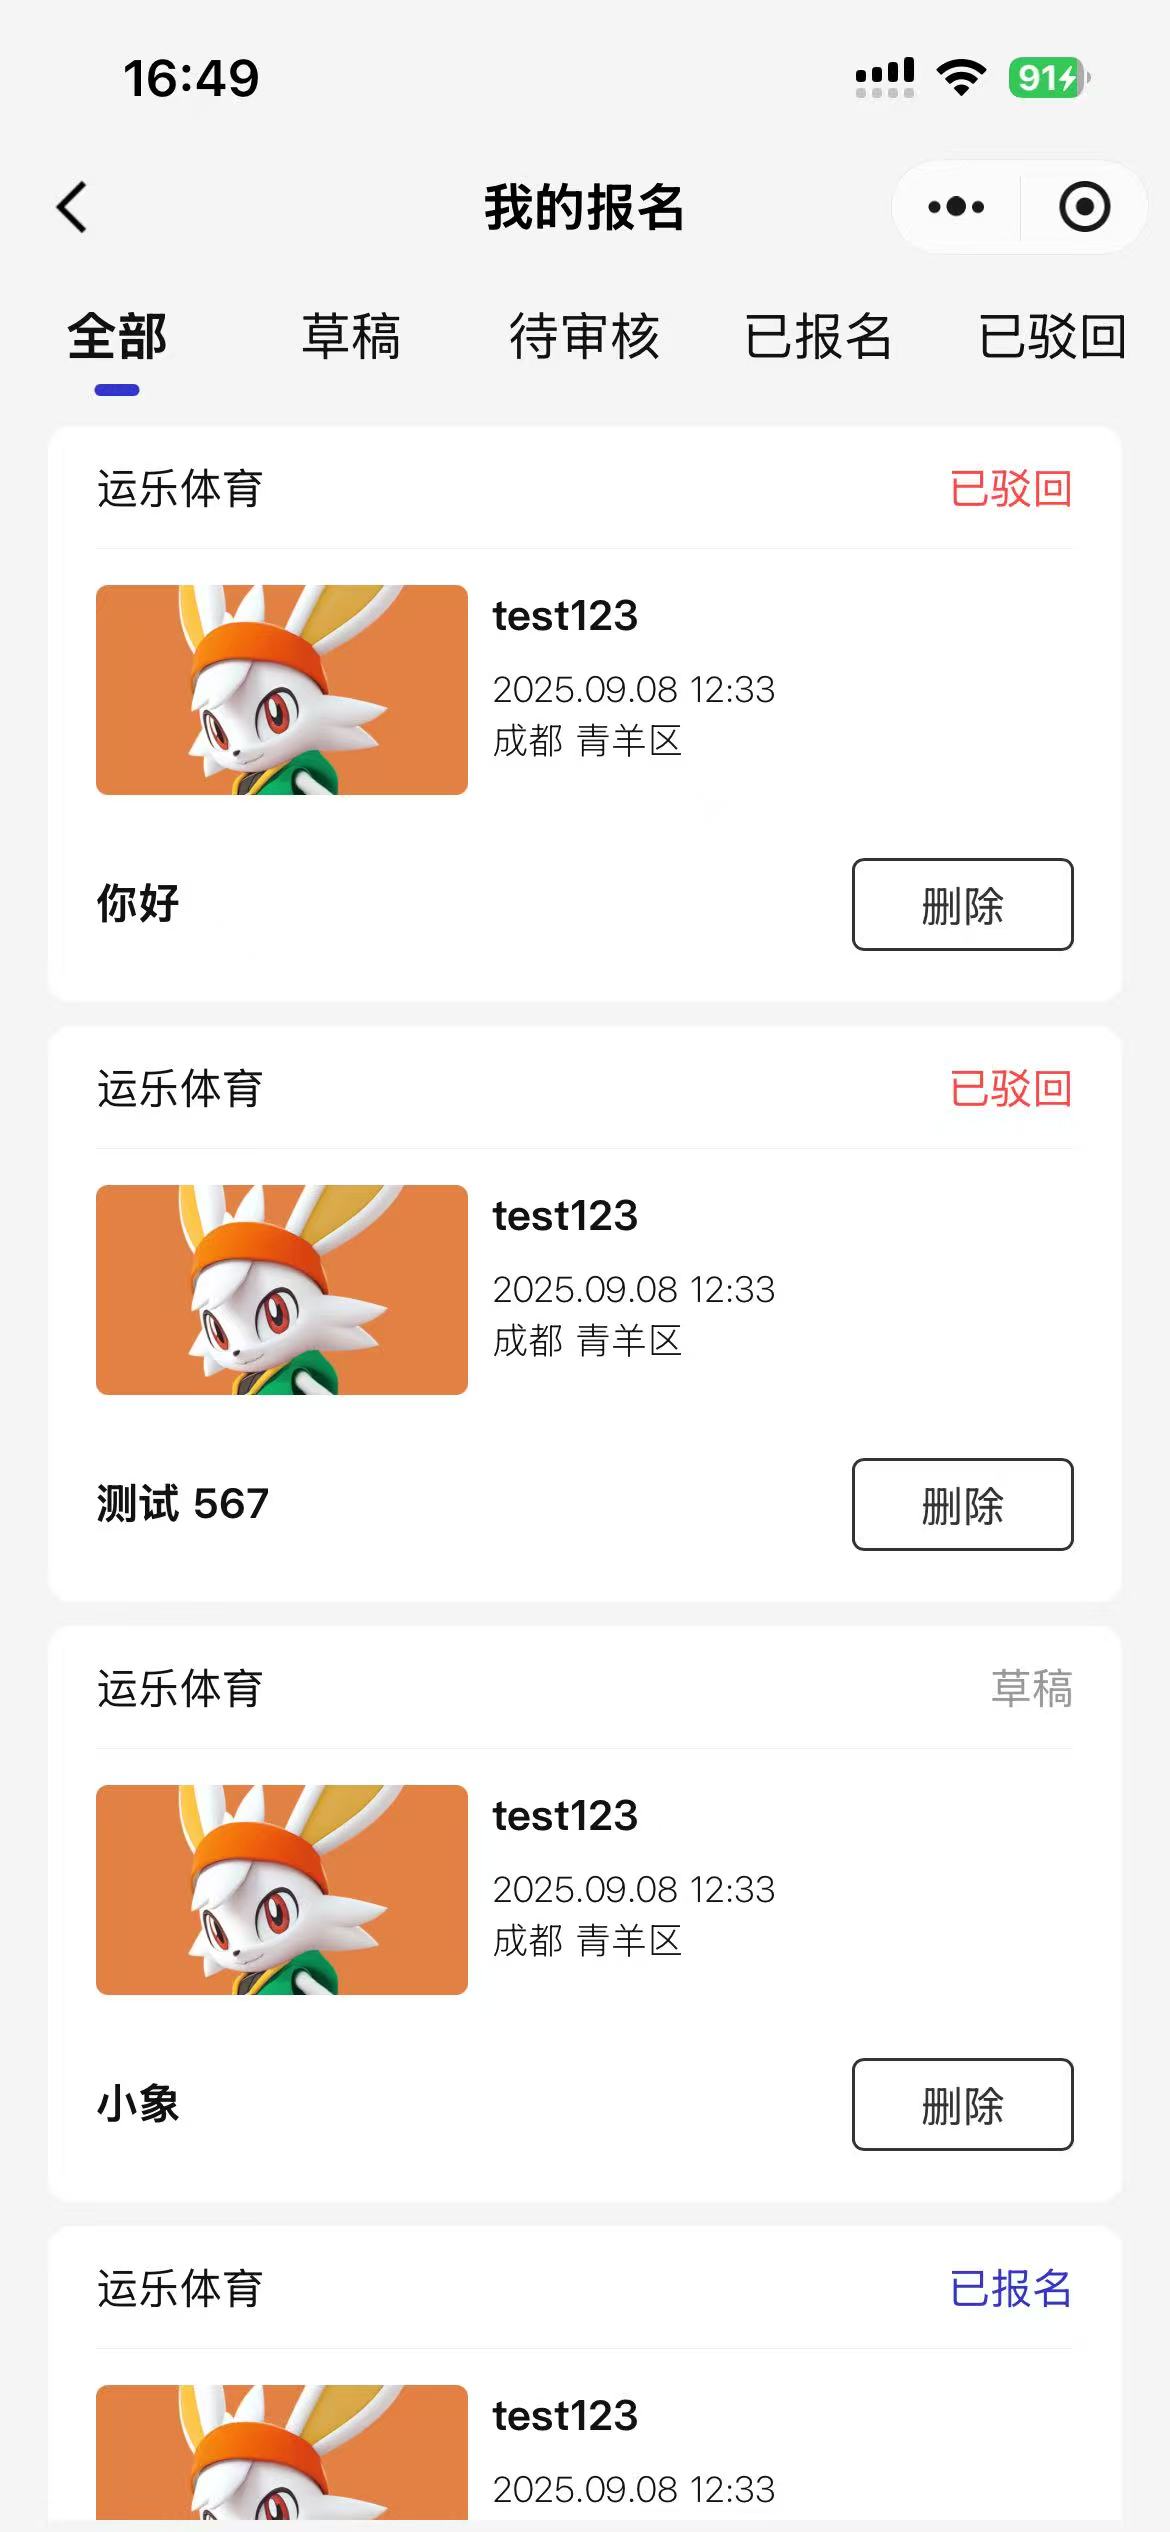 16:49
91
我的报名
全部 草稿 待审核 已报名 已驳回
运乐体育 已驳回
test123
2025.09.08 12:33
成都 青羊区
你好 删除
运乐体育 已驳回
test123
2025.09.08 12:33
成都 青羊区
测试 567 删除
运乐体育 草稿
test123
2025.09.08 12:33
成都 青羊区
小象 删除
运乐体育 已报名
test123
2025.09.08 12:33